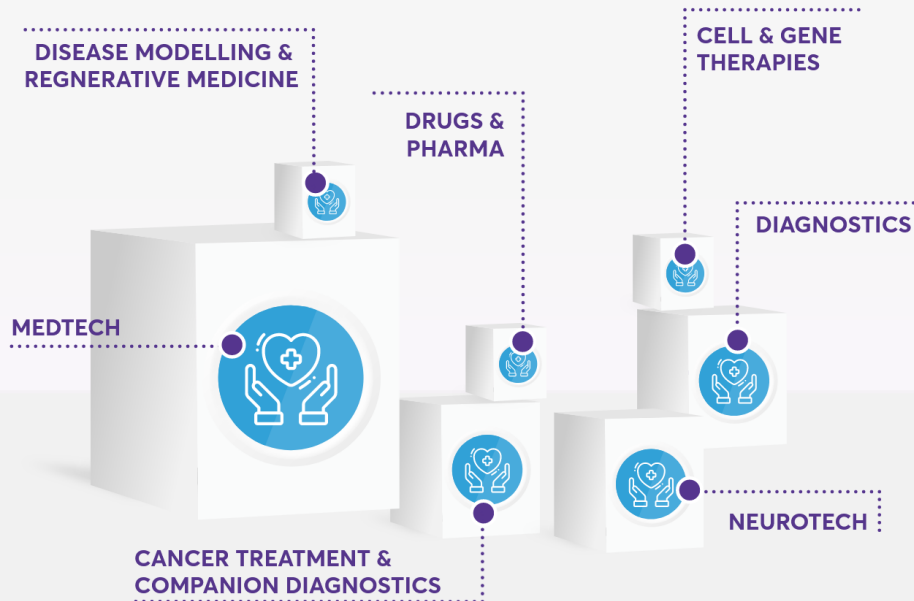 DISEASE MODELLING &
REGNERATIVE MEDICINE
CELL & GENE
THERAPIES
DRUGS &
PHARMA
DIAGNOSTICS
MEDTECH
NEUROTECH
CANCER TREATMENT &
COMPANION DIAGNOSTICS